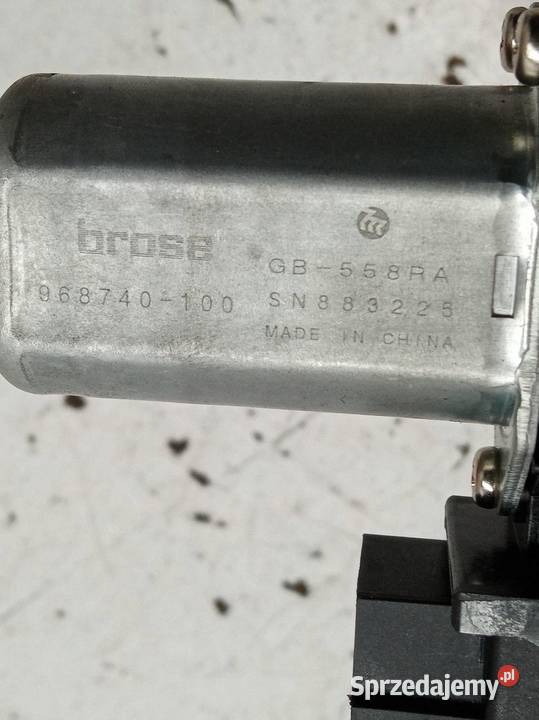 brose
GB-558RA
968740-100 SN883225
MADE IN CHINA
Sprzedajemy.pl